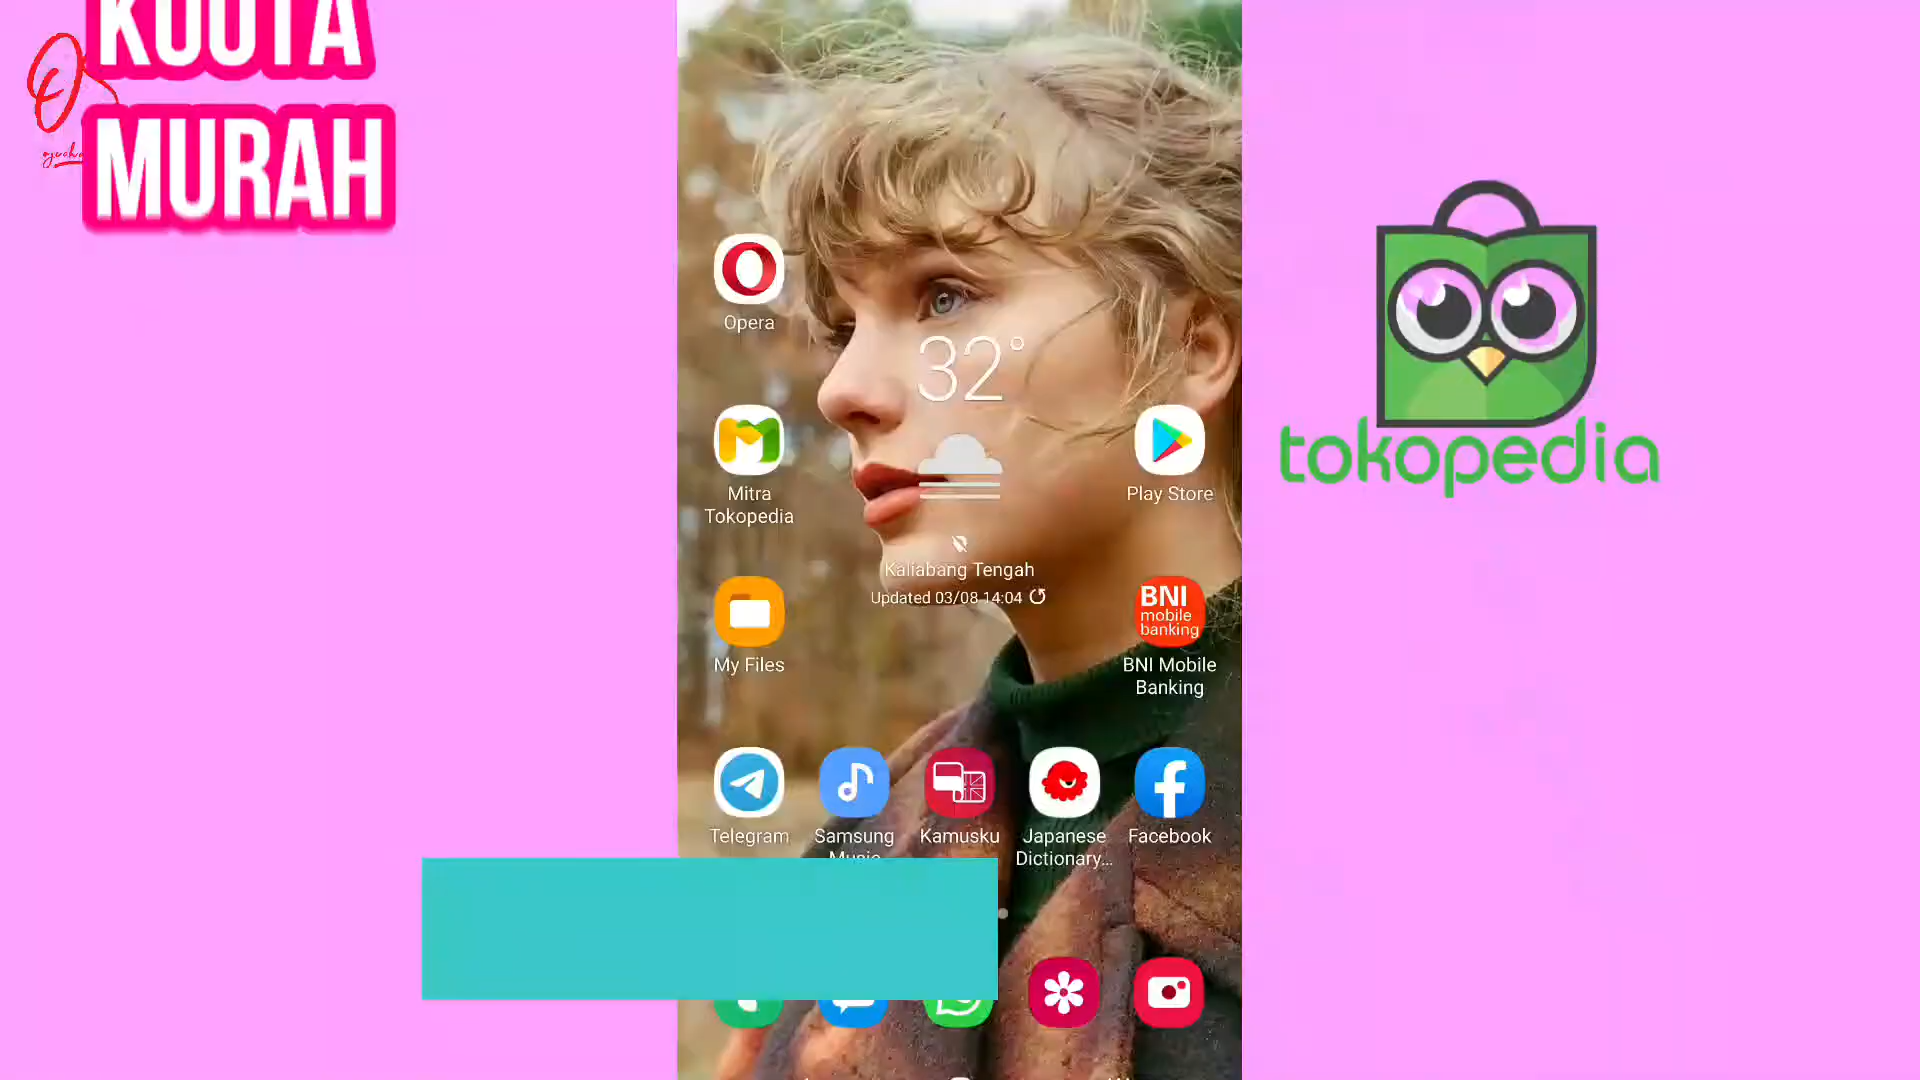 KUOTA
MURAH
Opera
32°
Mitra
Tokopedia
Play Store
tokopedia
Kaliabang Tengah
Updated 03/08 14:04
My Files
BNI
mobile
banking
BNI Mobile
Banking
Telegram
Samsung
Music
Kamusku
Japanese
Dictionary...
Facebook